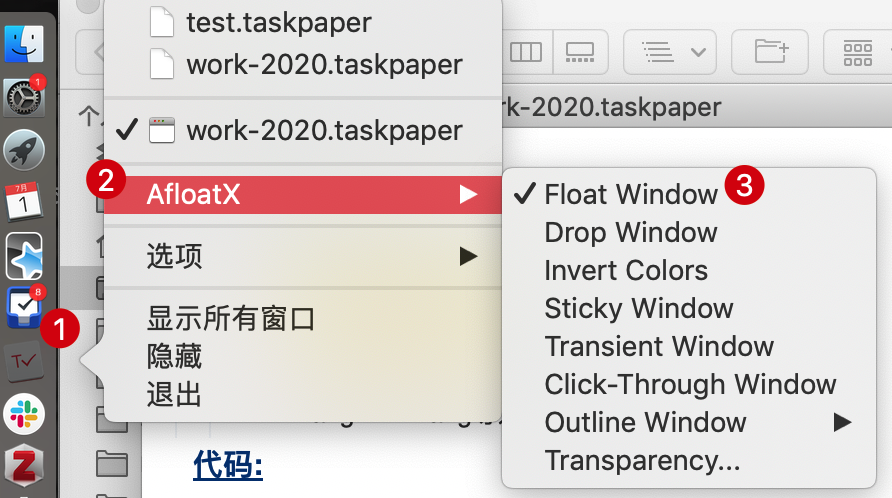 test.taskpaper
work-2020.taskpaper
rk-2020.taskpaper
work-2020.taskpaper
1
个
7月
1
2
AfloatX
3
Float Window
Drop Window
Invert Colors
Sticky Window
Transient Window
Click-Through Window
Outline Window
Transparency...
选项
8
1
显示所有窗口
隐藏
退出
代码: